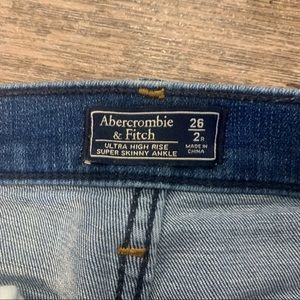 Abercrombie
& Fitch
ULTRA HIGH RISE
SUPER SKINNY ANKLE
26
2R
MADE IN
CHINA